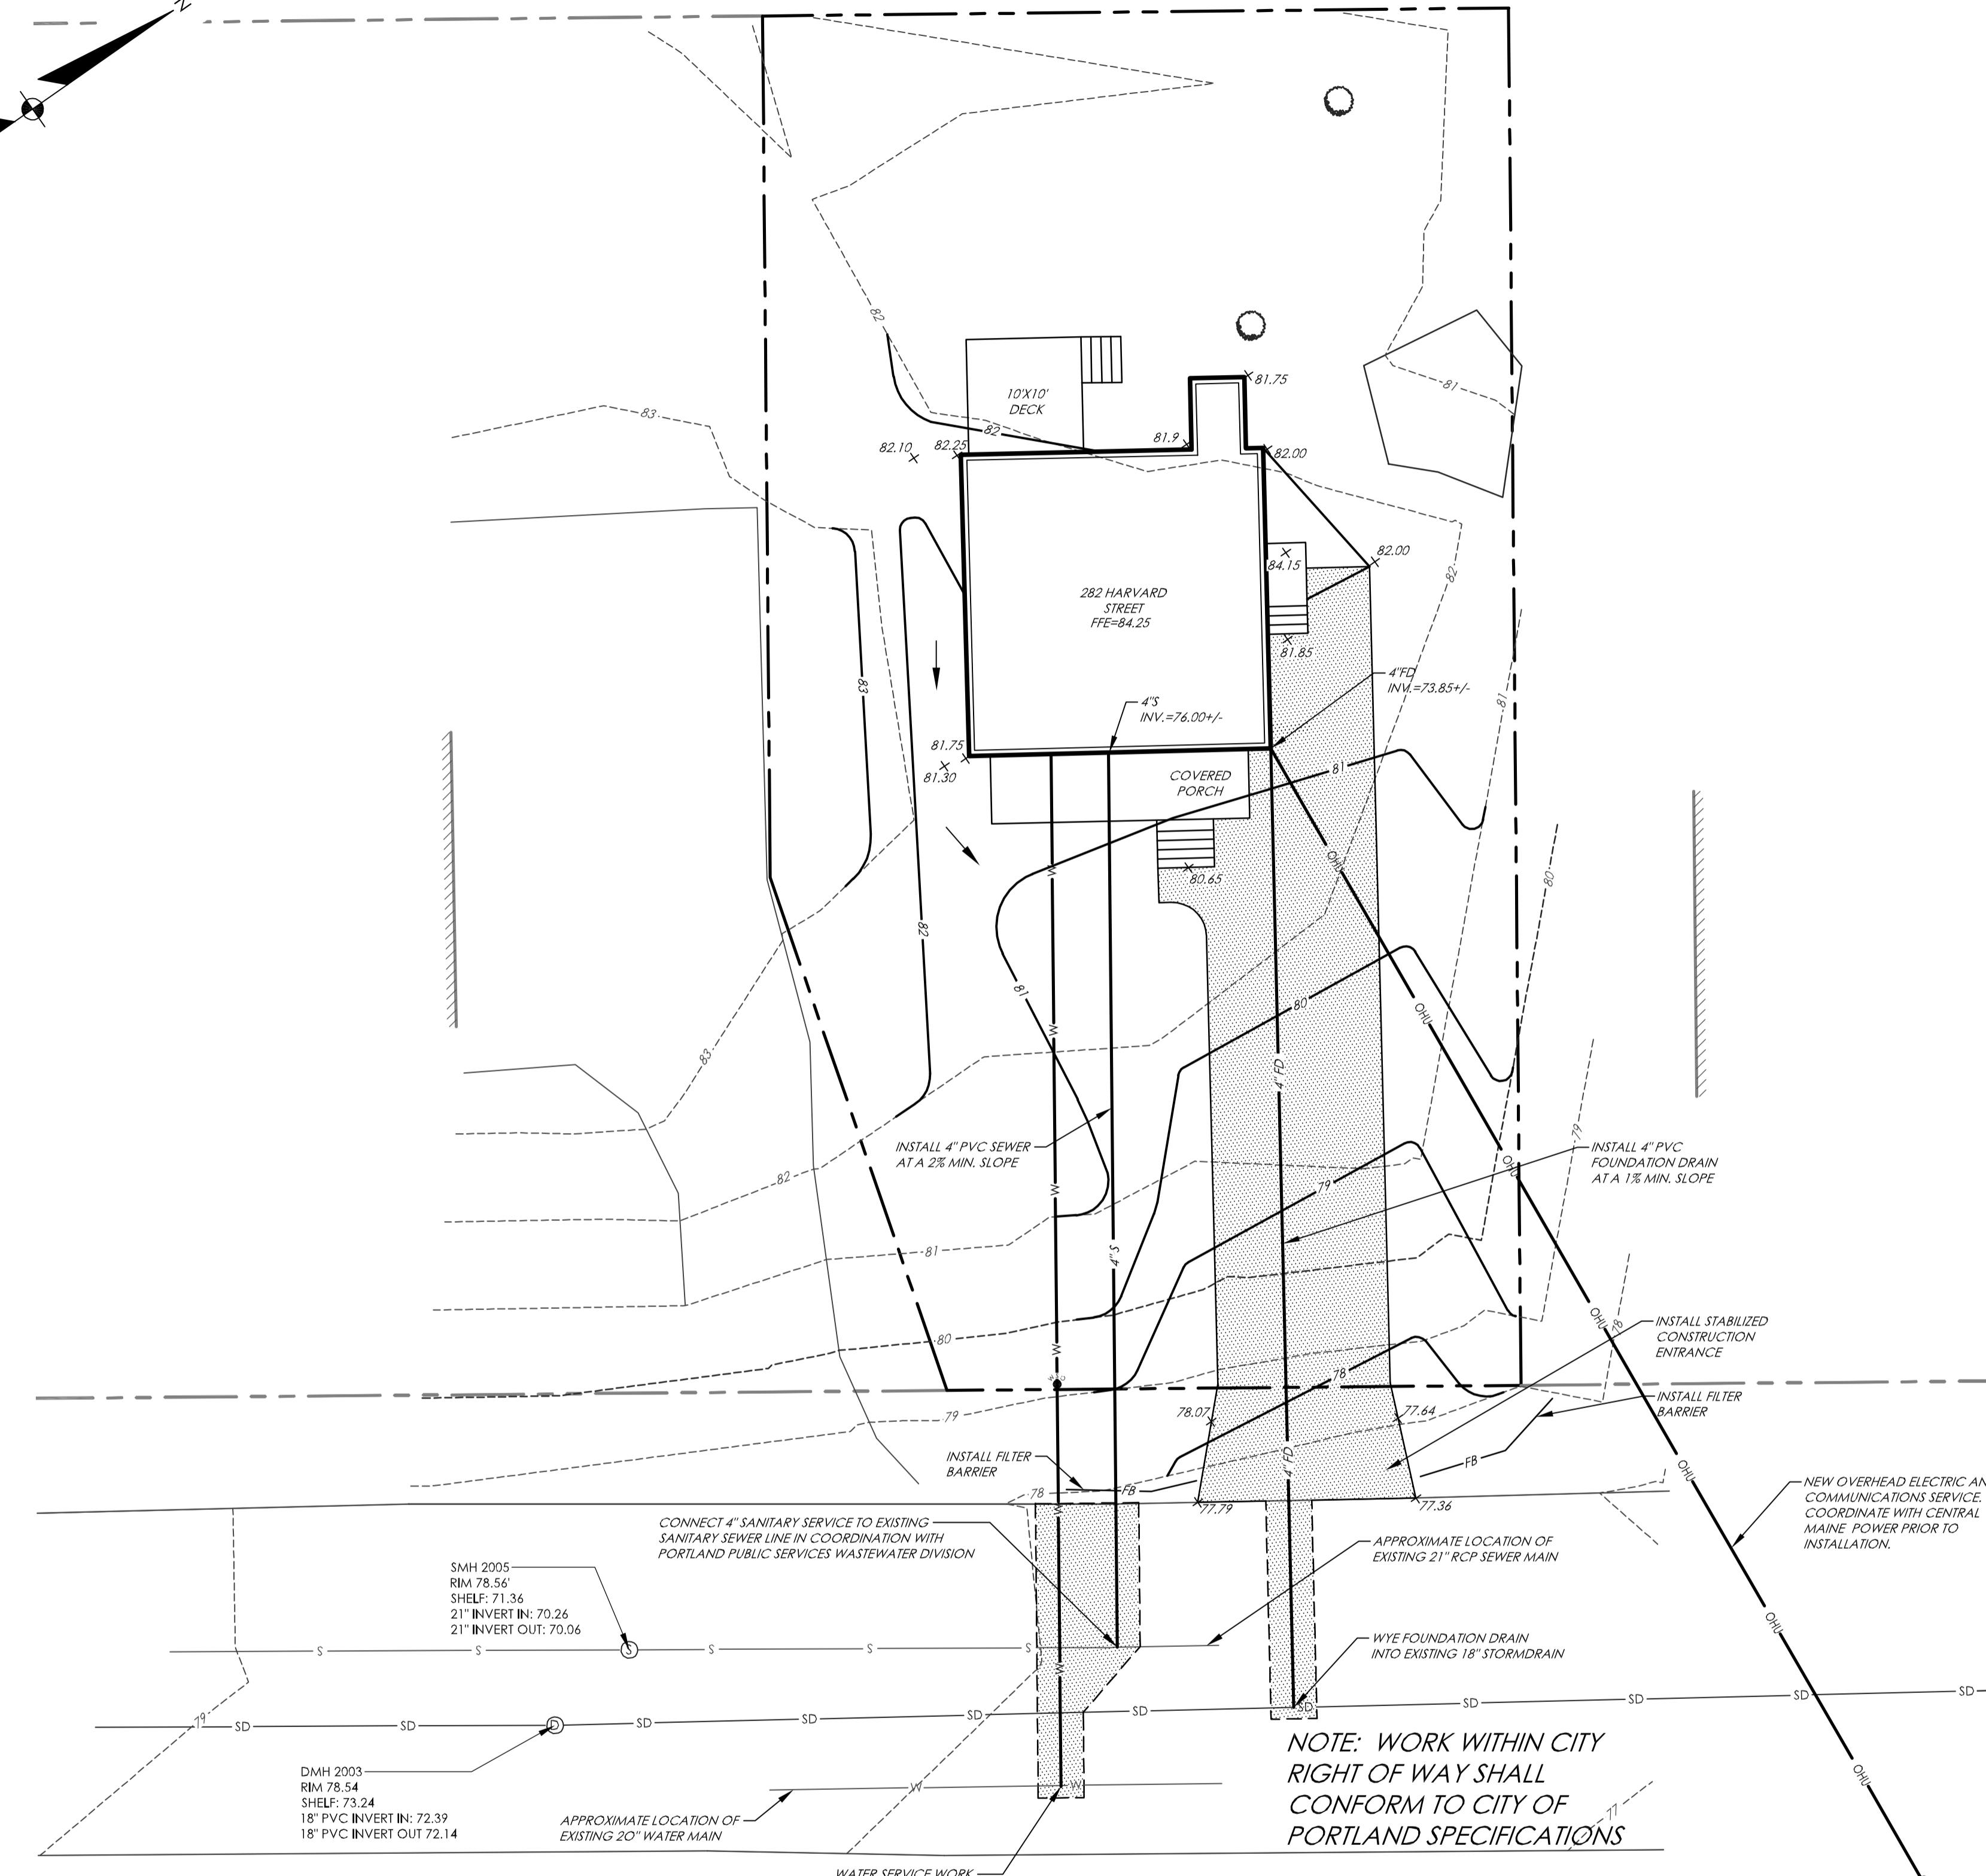 N
82
10'X10'
DECK
82
81.75
81
83
82.10
82.25
81.9
82.00
82.00
84.15
82
282 HARVARD
STREET
FFE=84.25
81.85
83
4"FD
INV.=73.85+/-
81
4"S
INV.=76.00+/-
81.75
81.30
COVERED
PORCH
81
OHU
W
80.65
80
82
81
80
OHU
83
W
4" FD
79
INSTALL 4" PVC SEWER
AT A 2% MIN. SLOPE
INSTALL 4" PVC
FOUNDATION DRAIN
AT A 1% MIN. SLOPE
OHU
82
W
79
81
4"S
OHU
78
INSTALL STABILIZED
CONSTRUCTION
ENTRANCE
80
W
78
INSTALL FILTER
BARRIER
79
78.07
77.64
INSTALL FILTER
BARRIER
4" FD
FB
OHU
78
FB
77.79
77.36
W
NEW OVERHEAD ELECTRIC AN
COMMUNICATIONS SERVICE.
COORDINATE WITH CENTRAL
MAINE POWER PRIOR TO
INSTALLATION.
CONNECT 4" SANITARY SERVICE TO EXISTING
SANITARY SEWER LINE IN COORDINATION WITH
PORTLAND PUBLIC SERVICES WASTEWATER DIVISION
APPROXIMATE LOCATION OF
EXISTING 21" RCP SEWER MAIN
SMH 2005
RIM 78.56'
SHELF: 71.36
21" INVERT IN: 70.26
21" INVERT OUT: 70.06
OHU
S S S S S S
W
WYE FOUNDATION DRAIN
INTO EXISTING 18" STORMDRAIN
79
SD SD D SD SD SD SD SD SD SD SD SD
NOTE: WORK WITHIN CITY
RIGHT OF WAY SHALL
CONFORM TO CITY OF
PORTLAND SPECIFICATIONS
DMH 2003
RIM 78.54
SHELF: 73.24
18" PVC INVERT IN: 72.39
18" PVC INVERT OUT 72.14
OHU
W W
APPROXIMATE LOCATION OF
EXISTING 20" WATER MAIN
77
WATER SERVICE WORK